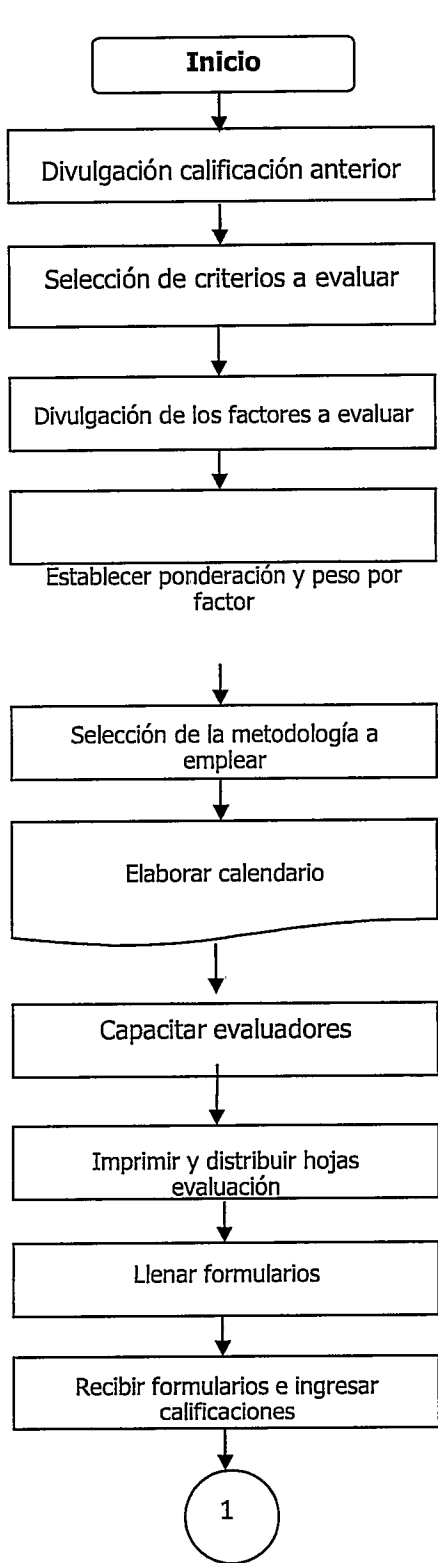 Inicio
Divulgación calificación anterior
Selección de criterios a evaluar
Divulgación de los factores a evaluar
Establecer ponderación y peso por
factor
Selección de la metodología a
emplear
Elaborar calendario
Capacitar evaluadores
Imprimir y distribuir hojas
evaluación
Llenar formularios
Recibir formularios e ingresar
calificaciones
1